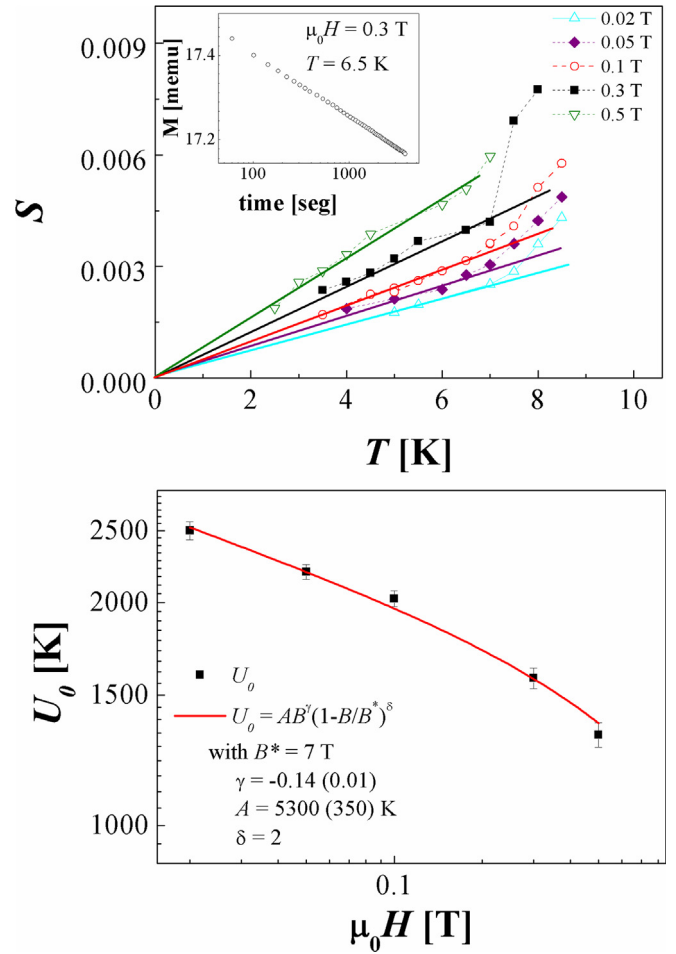 0.009
0.006
0.003
0.000
S
17.4
17.2
M [memu]
μ0H = 0.3 T
T = 6.5 K
100
1000
time [seg]
0.02 T
0.05 T
0.1 T
0.3 T
0.5 T
0
2
4
6
8
10
T [K]
2500
2000
1500
1000
U0 [K]
U0
U0 = ABγ(1-B/B*)δ
with B* = 7 T
γ = -0.14 (0.01)
A = 5300 (350) K
δ = 2
0.1
μ0H [T]